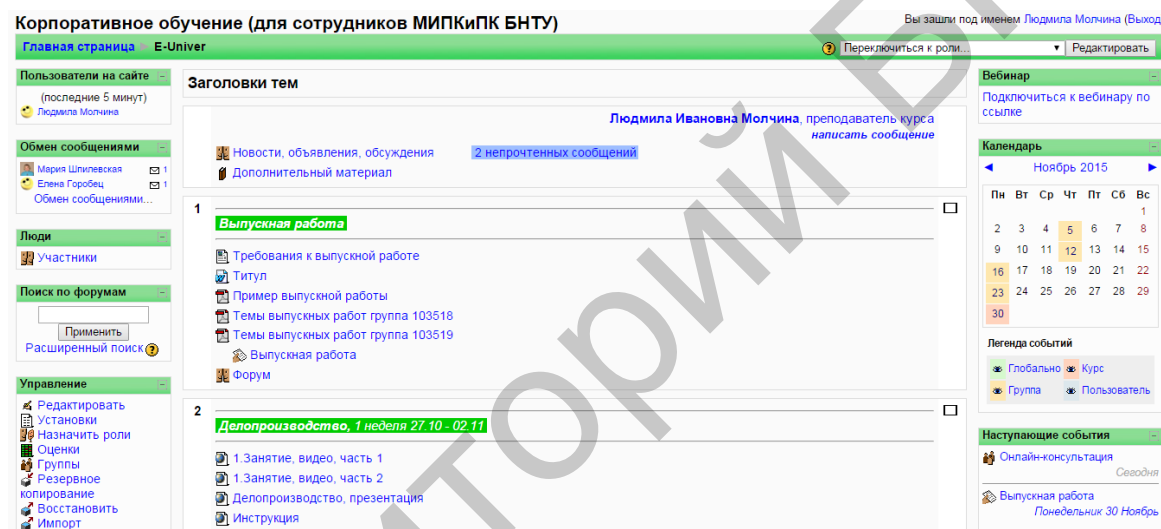 Корпоративное обучение (для сотрудников МИПКиПК БНТУ)
Вы зашли под именем Людмила Молчина (Выход
Главная страница ► E-Univer
Переключиться к роли...
Редактировать
Пользователи на сайте
(последние 5 минут)
Людмила Молчина
Обмен сообщениями
Мария Шпилевская 1
Елена Горобец 1
Обмен сообщениями...
Люди
Участники
Поиск по форумам
Применить
Расширенный поиск
Управление
Редактировать
Установки
Назначить роли
Оценки
Группы
Резервное
копирование
Восстановить
Импорт
Заголовки тем
Людмила Ивановна Молчина, преподаватель курса
написать сообщение
Новости, объявления, обсуждения 2 непрочтенных сообщений
Дополнительный материал
1
Выпускная работа
Требования к выпускной работе
Титул
Пример выпускной работы
Темы выпускных работ группа 103518
Темы выпускных работ группа 103519
Выпускная работа
Форум
2
Делопроизводство, 1 неделя 27.10 - 02.11
1.Занятие, видео, часть 1
1.Занятие, видео, часть 2
Делопроизводство, презентация
Инструкция
Вебинар
Подключиться к вебинару по
ссылке
Календарь
◄ Ноябрь 2015 ►
Пн Вт Ср Чт Пт Сб Вс
1
2 3 4 5 6 7 8
9 10 11 12 13 14 15
16 17 18 19 20 21 22
23 24 25 26 27 28 29
30
Легенда событий
Глобально Курс
Группа Пользователь
Наступающие события
Онлайн-консультация
Сегодня
Выпускная работа
Понедельник 30 Ноябрь